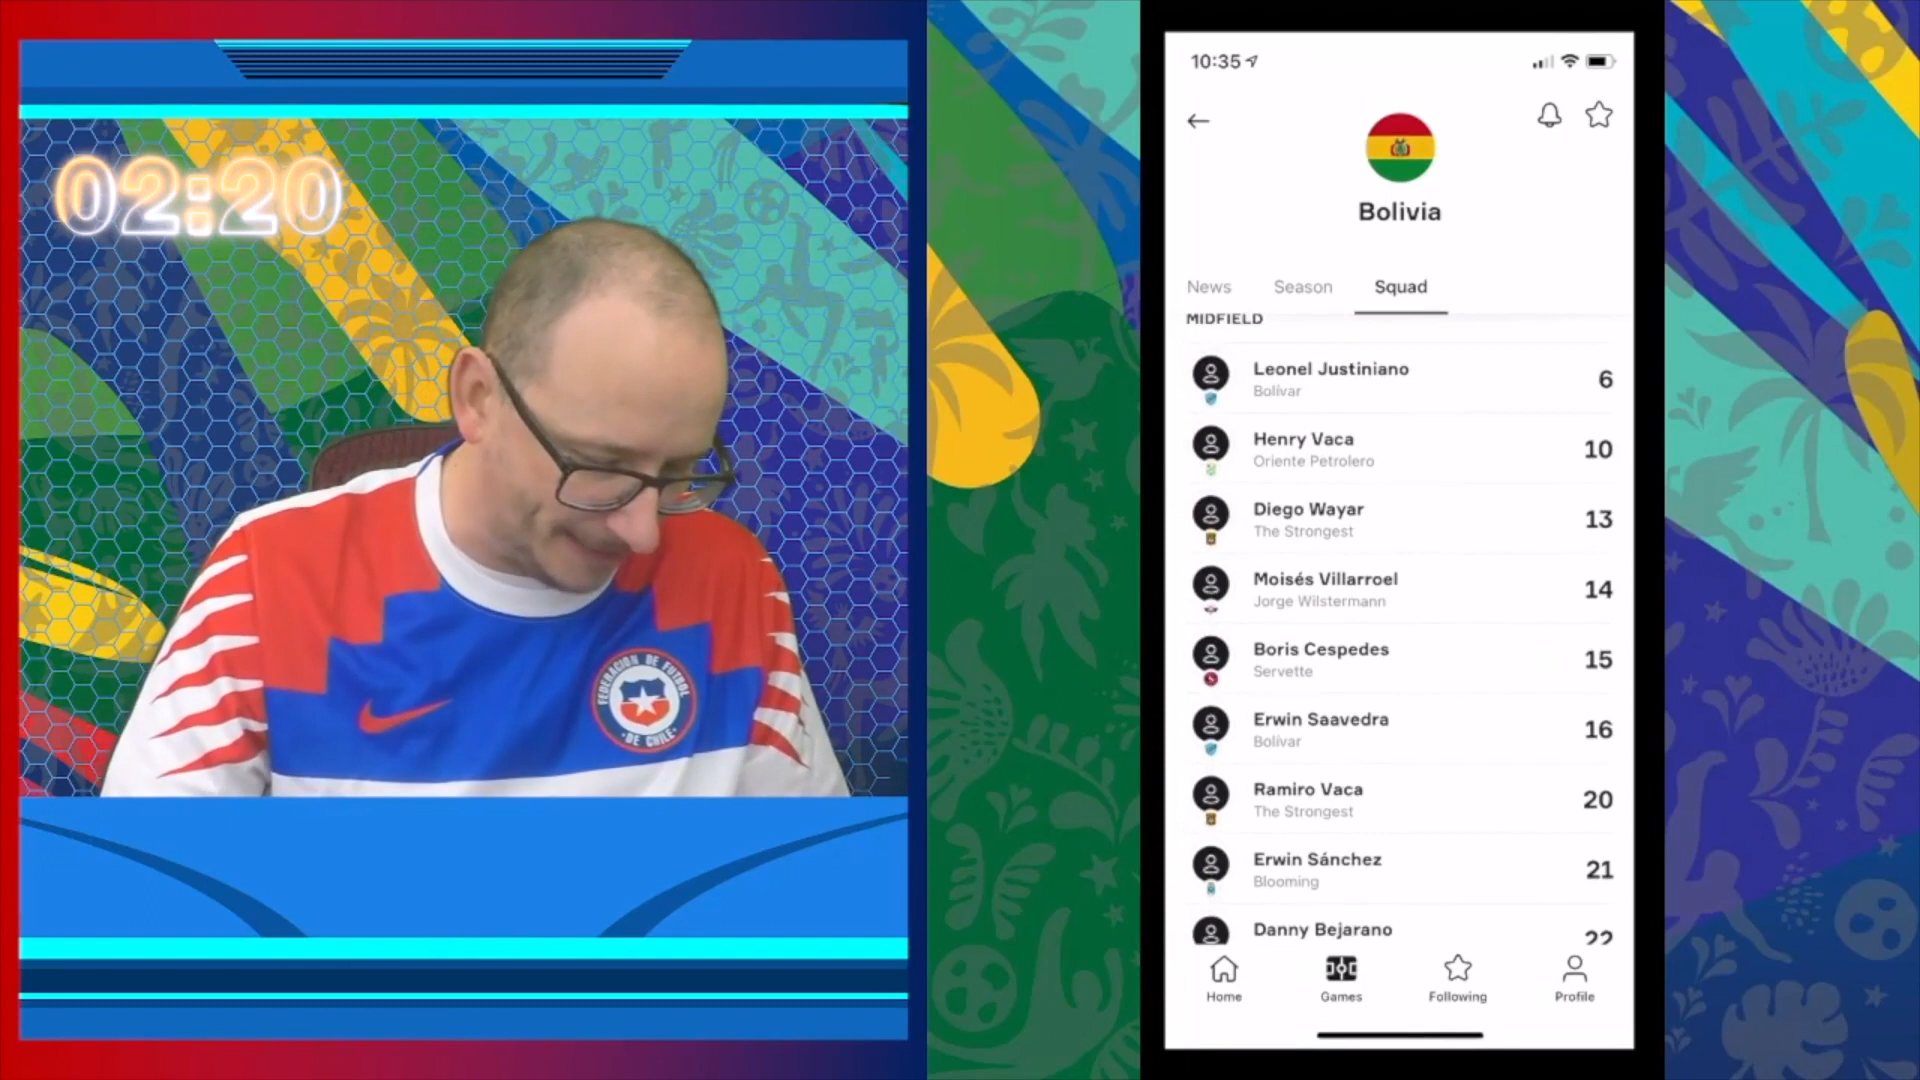 02:20
FEDERACION DE FUTBOL
DE CHILE
10:35
Bolivia
News Season Squad
MIDFIELD
Leonel Justiniano
Bolívar
6
Henry Vaca
Oriente Petrolero
10
Diego Wayar
The Strongest
13
Moisés Villarroel
Jorge Wilstermann
14
Boris Cespedes
Servette
15
Erwin Saavedra
Bolívar
16
Ramiro Vaca
The Strongest
20
Erwin Sánchez
Blooming
21
Danny Bejarano
22
Home Games Following Profile